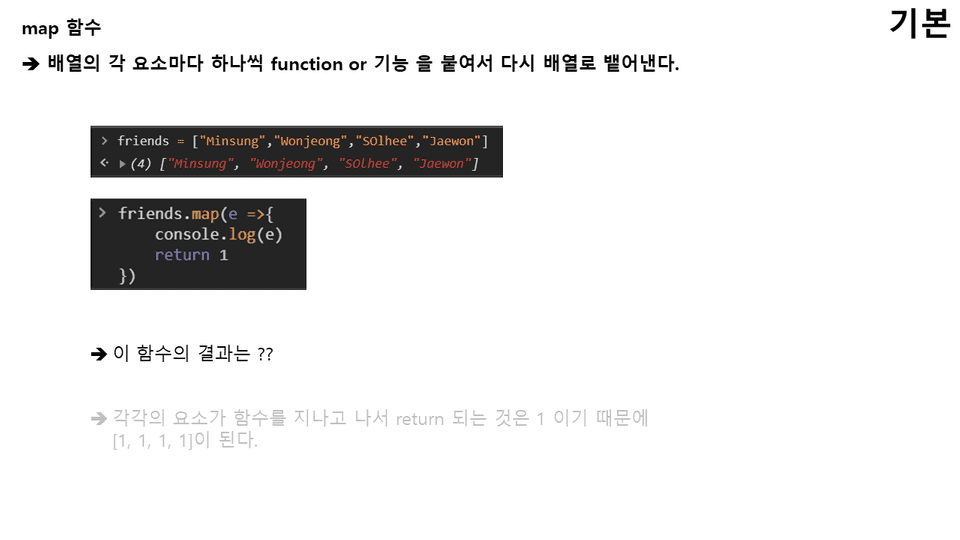 map 함수
기본
➔ 배열의 각 요소마다 하나씩 function or 기능 을 붙여서 다시 배열로 뱉어낸다.
> friends = ["Minsung","Wonjeong","SOlhee","Jaewon"]
<· ▶(4) ["Minsung", "Wonjeong", "SOlhee", "Jaewon"]
> friends.map(e =>{
console.log(e)
return 1
})
➔ 이 함수의 결과는 ??
➔ 각각의 요소가 함수를 지나고 나서 return 되는 것은 1 이기 때문에
[1, 1, 1, 1]이 된다.